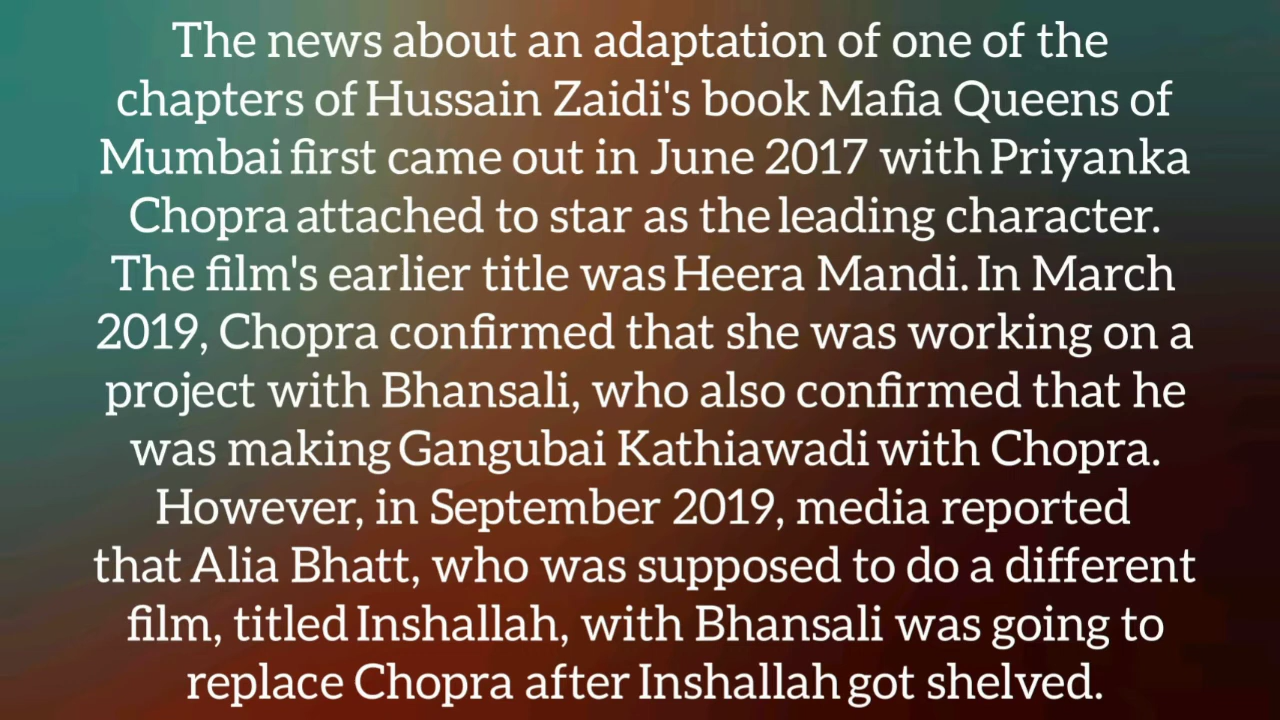 The news about an adaptation of one of the
chapters of Hussain Zaidi's book Mafia Queens of
Mumbai first came out in June 2017 with Priyanka
Chopra attached to star as the leading character.
The film's earlier title was Heera Mandi. In March
2019, Chopra confirmed that she was working on a
project with Bhansali, who also confirmed that he
was making Gangubai Kathiawadi with Chopra.
However, in September 2019, media reported
that Alia Bhatt, who was supposed to do a different
film, titled Inshallah, with Bhansali was going to
replace Chopra after Inshallah got shelved.